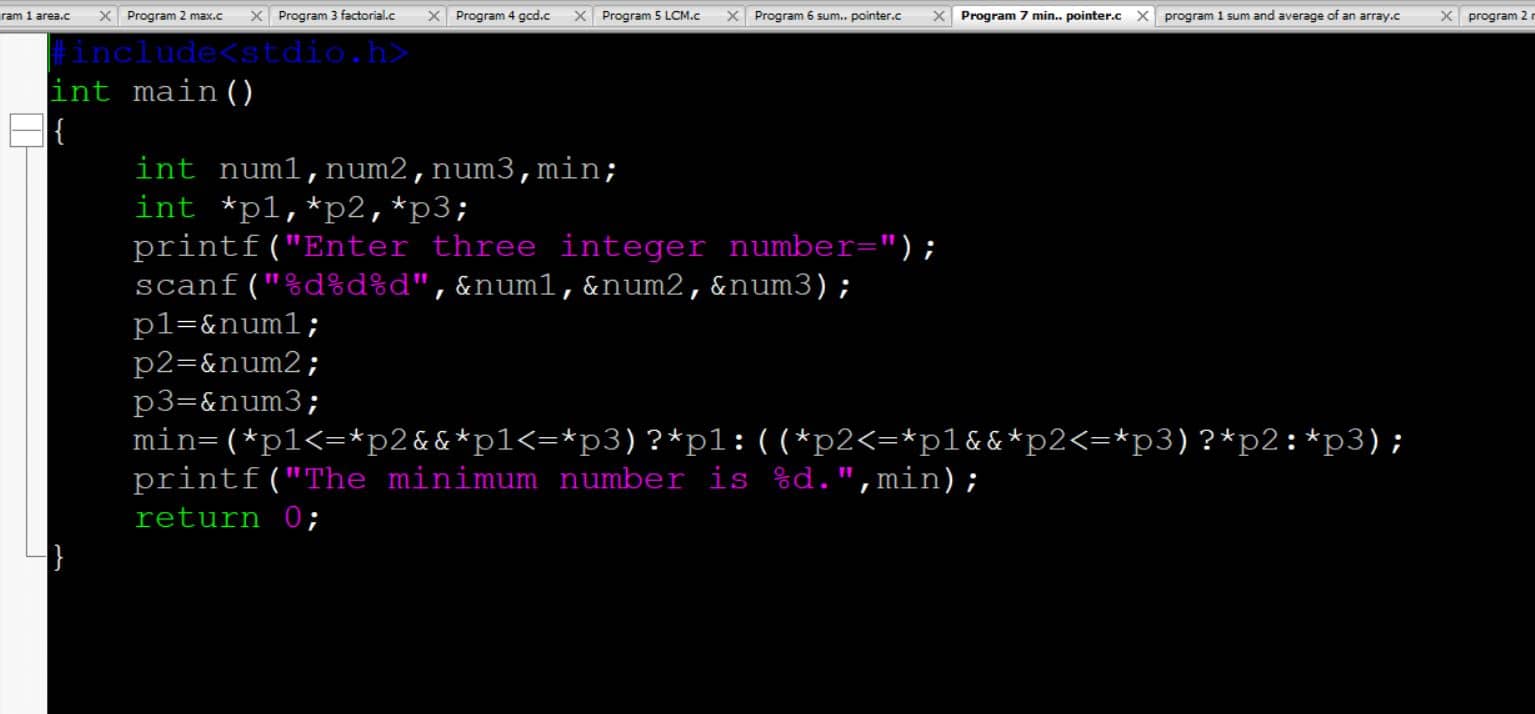 ram 1 area.c Program 2 max.c Program 3 factorial.c Program 4 gcd.c Program 5 LCM.c Program 6 sum.. pointer.c Program 7 min.. pointer.c program 1 sum and average of an array.c program 2
#include<stdio.h>
int main()
{
int num1,num2,num3,min;
int *p1,*p2,*p3;
printf("Enter three integer number=");
scanf("%d%d%d",&num1,&num2,&num3);
p1=&num1;
p2=&num2;
p3=&num3;
min=(*p1<=*p2&&*p1<=*p3)?*p1:((*p2<=*p1&&*p2<=*p3)?*p2:*p3);
printf("The minimum number is %d.",min);
return 0;
}